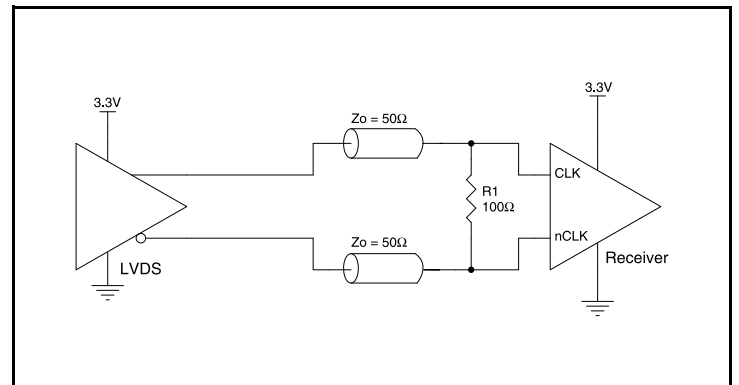 3.3V
3.3V
Zo = 50Ω
CLK
R1
100Ω
nCLK
Zo = 50Ω
LVDS
Receiver